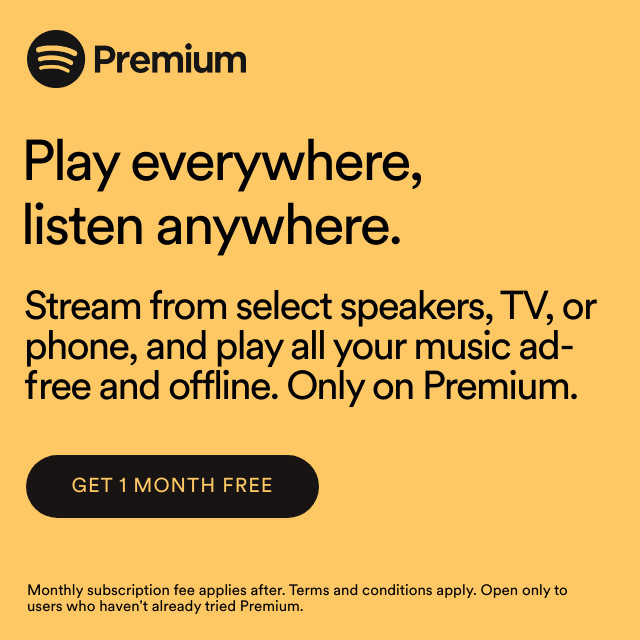 Premium
Play everywhere,
listen anywhere.
Stream from select speakers, TV, or
phone, and play all your music ad-
free and offline. Only on Premium.
GET 1 MONTH FREE
Monthly subscription fee applies after. Terms and conditions apply. Open only to
users who haven't already tried Premium.